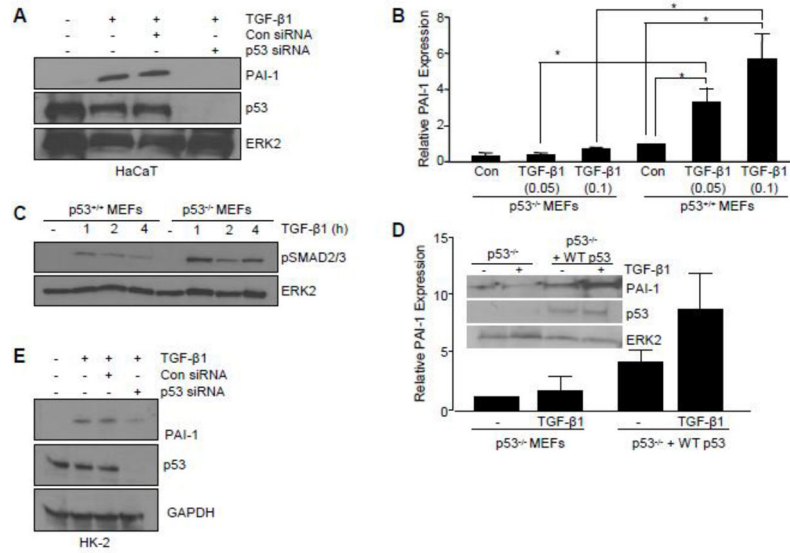 A
- + + + TGF-β1
- - + - Con siRNA
- - - + p53 siRNA
PAI-1
p53
ERK2
HaCaT
B
Relative PAI-1 Expression
8
6
4
2
0
* * * *
Con TGF-β1 TGF-β1 Con TGF-β1 TGF-β1
(0.05) (0.1) (0.05) (0.1)
p53-/- MEFs p53+/+ MEFs
C
p53+/+ MEFs p53-/- MEFs
- 1 2 4 - 1 2 4 TGF-β1 (h)
pSMAD2/3
ERK2
D
Relative PAI-1 Expression
15
10
5
0
p53-/-
p53-/-
+ WT p53
- + - + TGF-β1
PAI-1
p53
ERK2
- TGF-β1 - TGF-β1
p53-/- MEFs p53-/- + WT p53
E
- + + + TGF-β1
- - + - Con siRNA
- - - + p53 siRNA
PAI-1
p53
GAPDH
HK-2